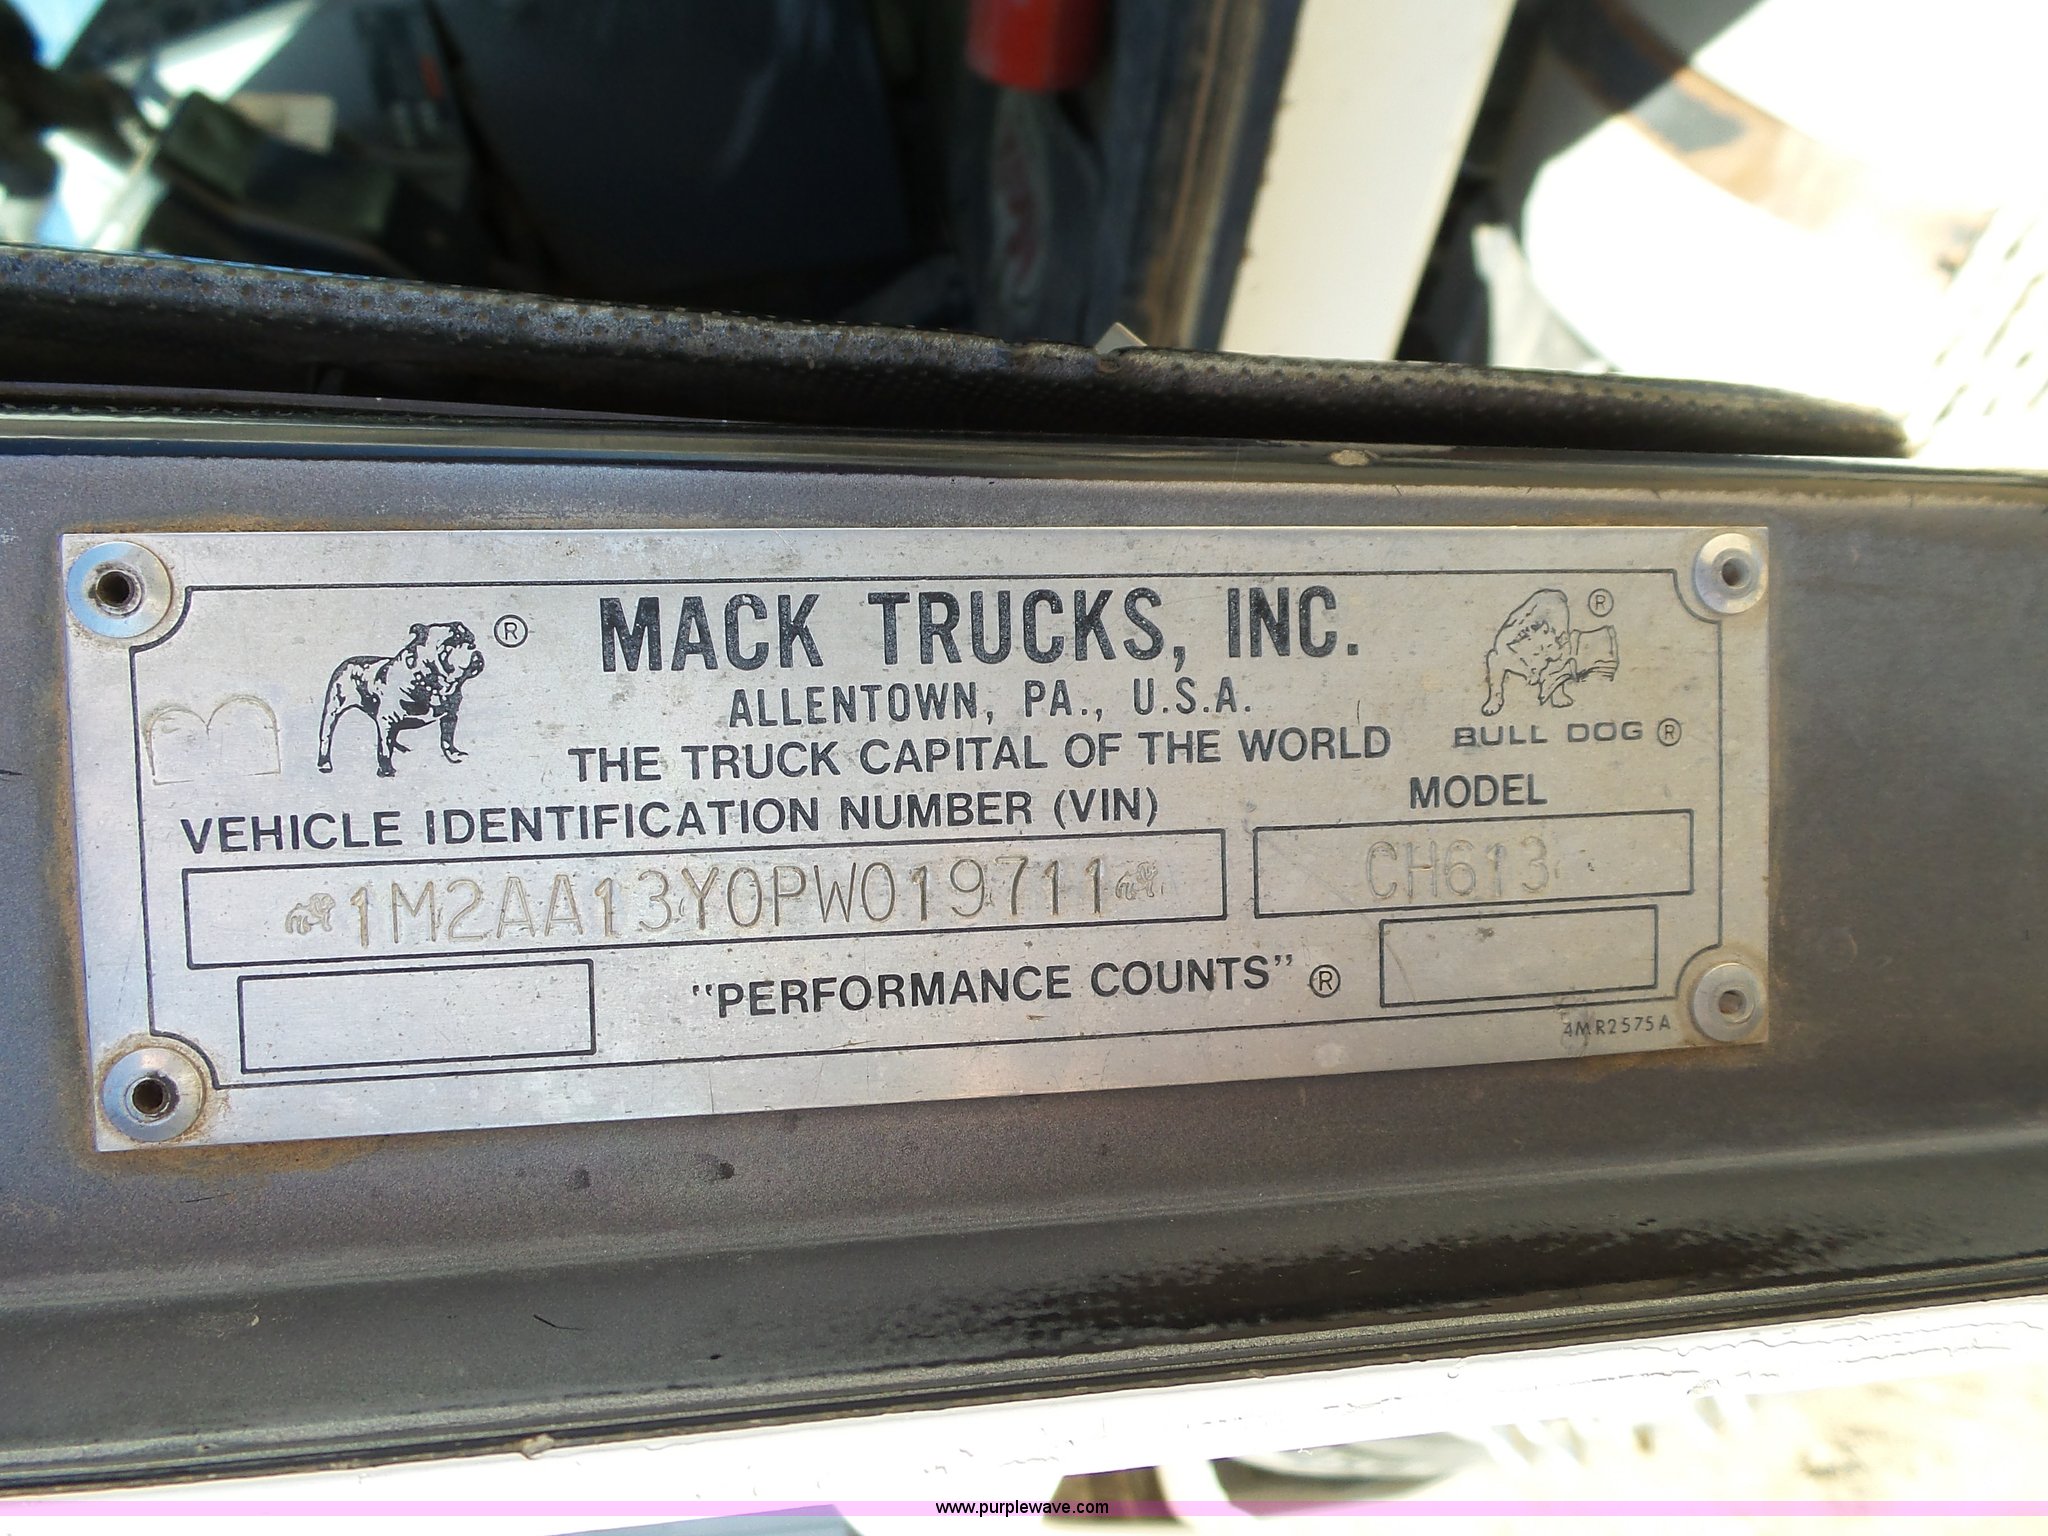 B
® MACK TRUCKS, INC. ®
ALLENTOWN, PA., U.S.A.
THE TRUCK CAPITAL OF THE WORLD
BULL DOG ®
VEHICLE IDENTIFICATION NUMBER (VIN)
MODEL
1M2AA13Y0PW019711
CH613
"PERFORMANCE COUNTS" ®
4MR2575A
www.purplewave.com